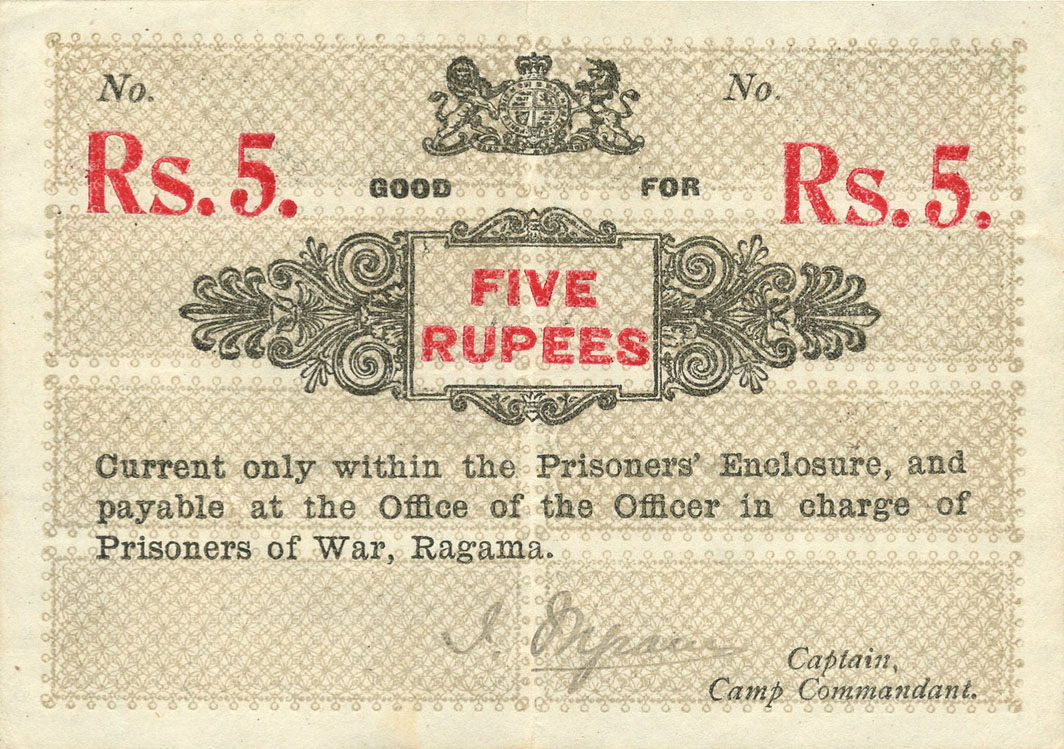 No. No.
Rs. 5. Rs. 5.
GOOD FOR
FIVE
RUPEES
Current only within the Prisoners' Enclosure, and
payable at the Office of the Officer in charge of
Prisoners of War, Ragama.
Captain,
Camp Commandant.